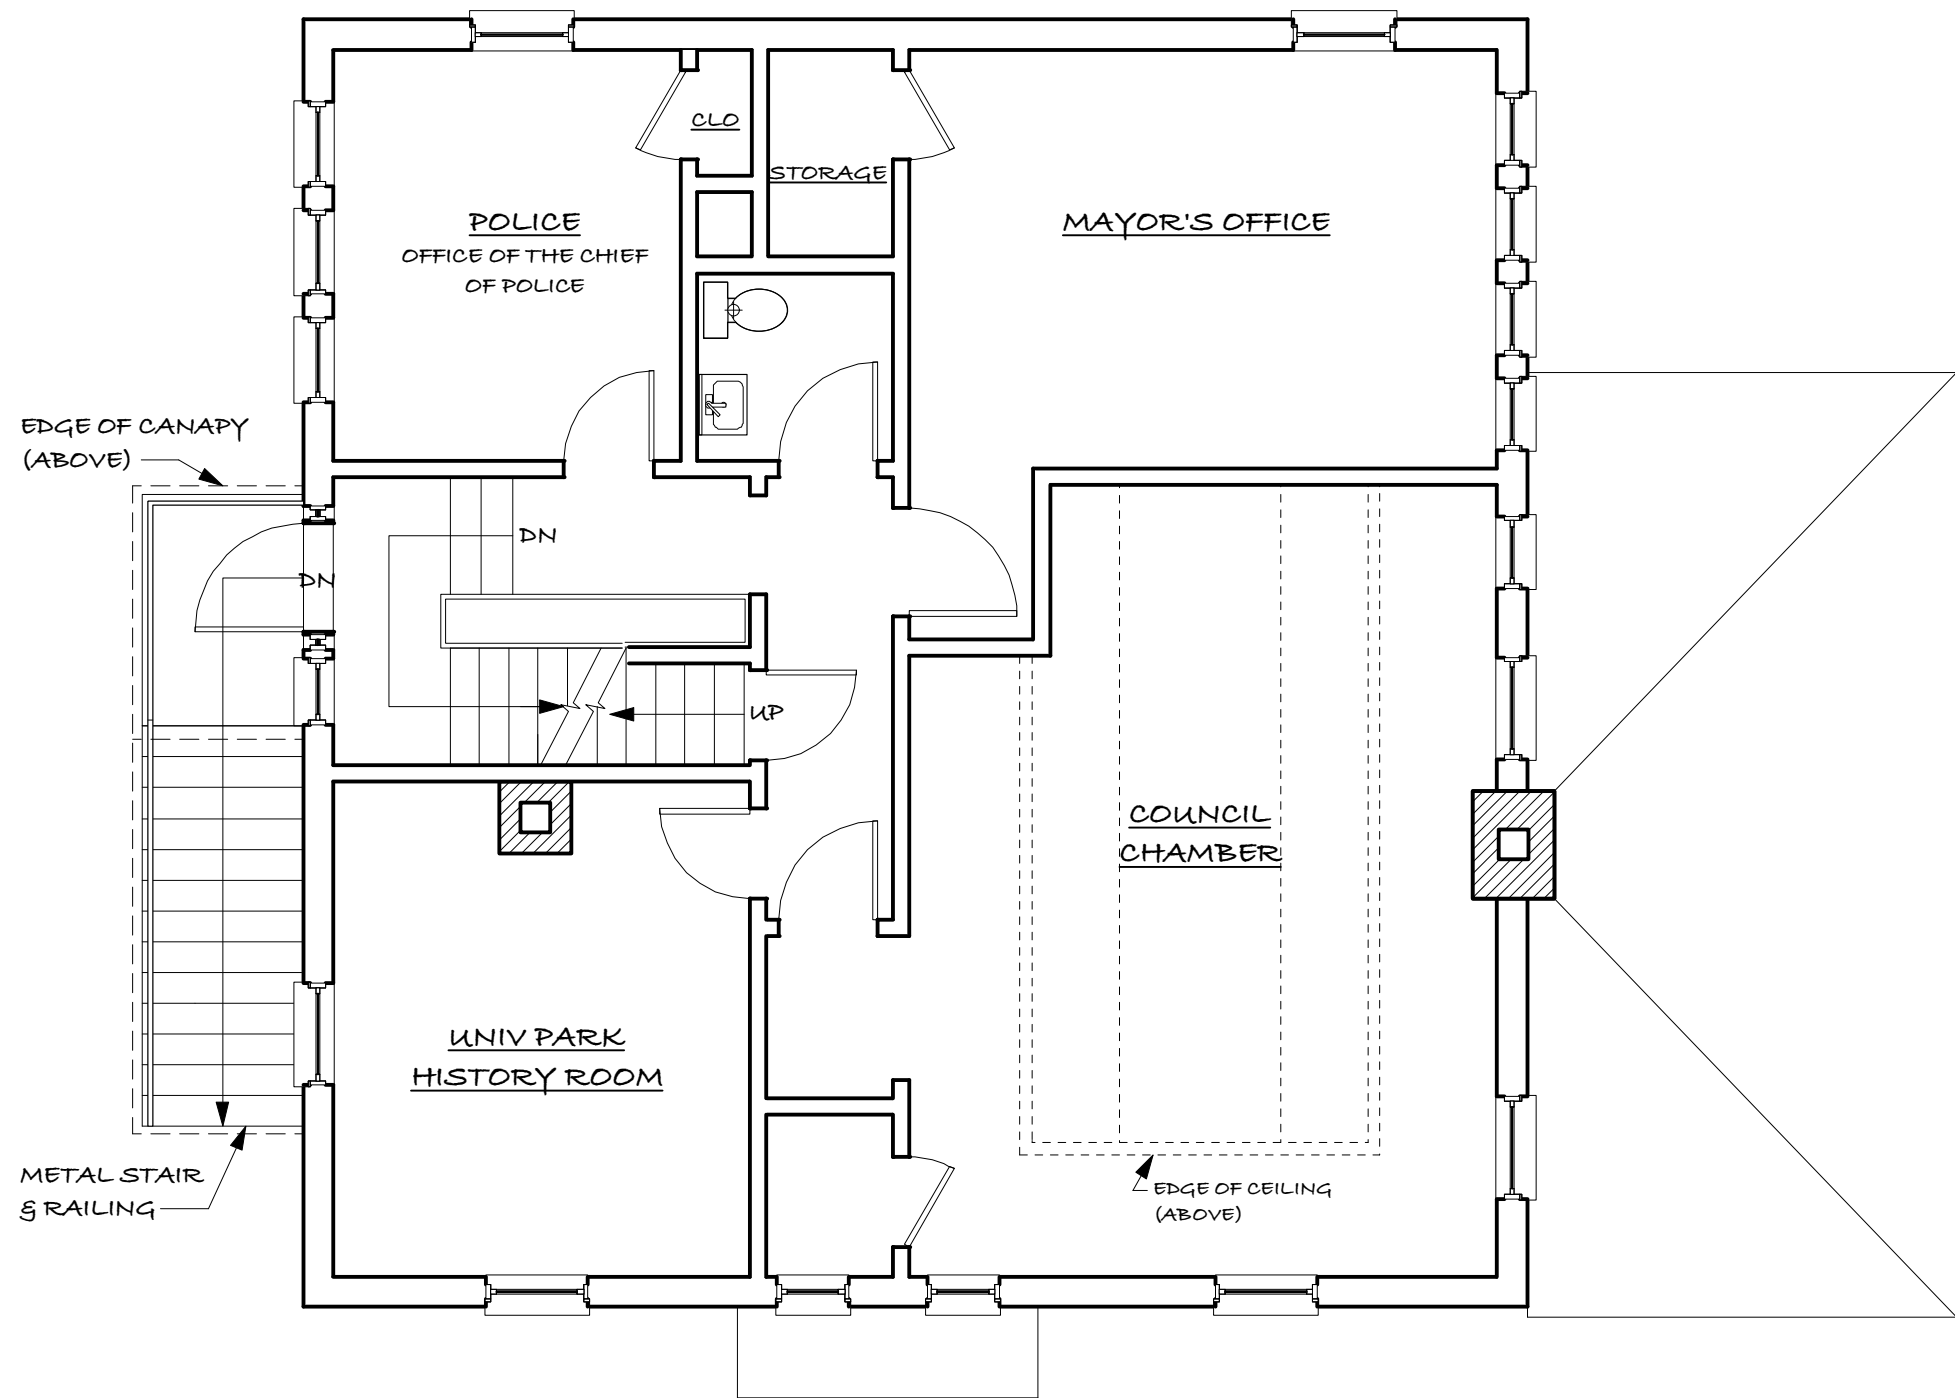 CLO
STORAGE
POLICE
OFFICE OF THE CHIEF
OF POLICE
MAYOR'S OFFICE
EDGE OF CANAPY
(ABOVE)
DN
DN
UP
COUNCIL
CHAMBER
UNIV PARK
HISTORY ROOM
METAL STAIR
& RAILING
EDGE OF CEILING
(ABOVE)